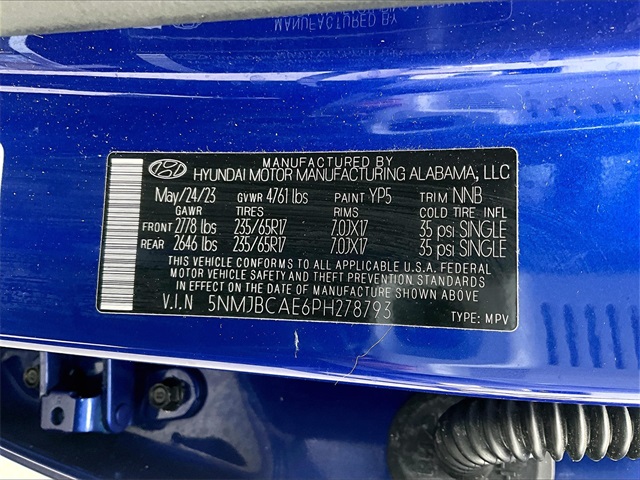 MANUFACTURED BY
MANUFACTURED BY
HYUNDAI MOTOR MANUFACTURING ALABAMA, LLC
May/24/23 GVWR 4761 lbs PAINT YP5 TRIM NNB
GAWR TIRES RIMS COLD TIRE INFL
FRONT 2778 lbs 235/65R17 7.0JX17 35 psi SINGLE
REAR 2646 lbs 235/65R17 7.0JX17 35 psi SINGLE
THIS VEHICLE CONFORMS TO ALL APPLICABLE U.S.A. FEDERAL
MOTOR VEHICLE SAFETY AND THEFT PREVENTION STANDARDS
IN EFFECT ON THE DATE OF MANUFACTURE SHOWN ABOVE
V.I.N 5NMJBCAE6PH278793 TYPE: MPV